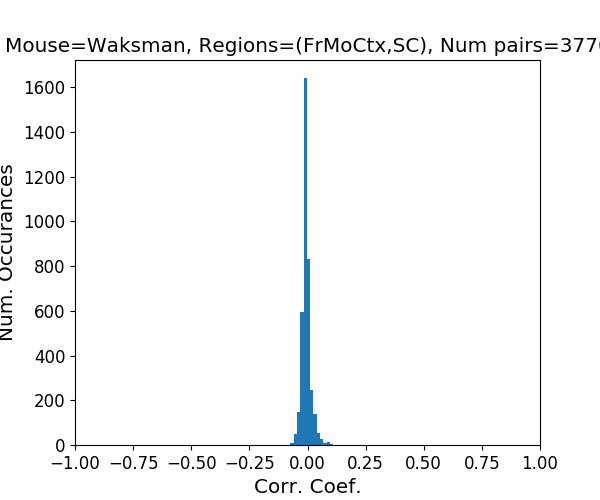 Mouse=Waksman, Regions=(FrMoCtx,SC), Num pairs=377
Num. Occurances
1600
1400
1200
1000
800
600
400
200
0
−1.00 −0.75 −0.50 −0.25 0.00 0.25 0.50 0.75 1.00
Corr. Coef.